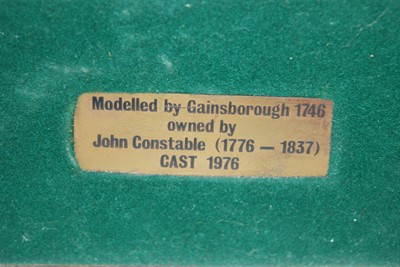 Modelled by Gainsborough 1746
owned by
John Constable (1776 — 1837)
CAST 1976